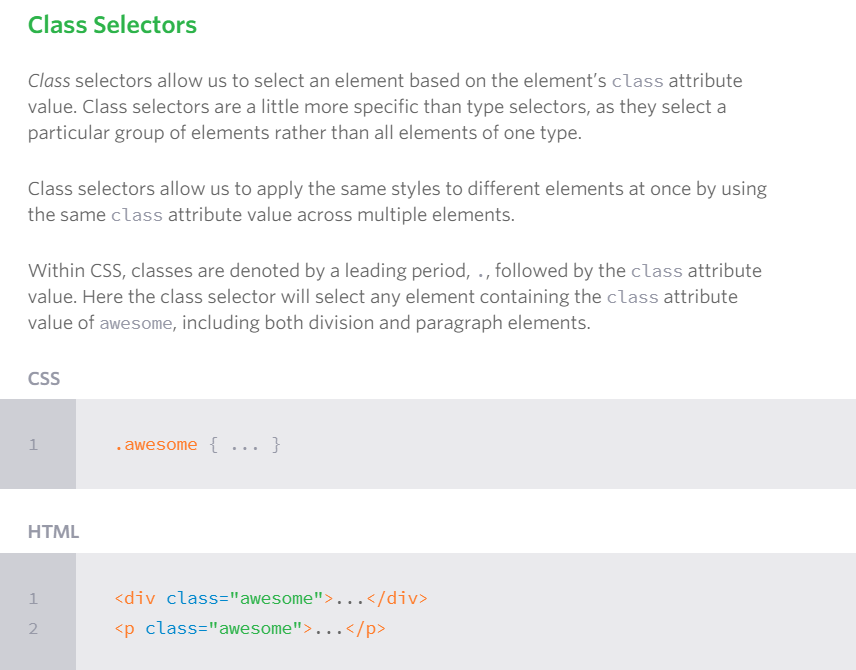 Class Selectors
Class selectors allow us to select an element based on the element’s class attribute
value. Class selectors are a little more specific than type selectors, as they select a
particular group of elements rather than all elements of one type.
Class selectors allow us to apply the same styles to different elements at once by using
the same class attribute value across multiple elements.
Within CSS, classes are denoted by a leading period, ., followed by the class attribute
value. Here the class selector will select any element containing the class attribute
value of awesome, including both division and paragraph elements.
CSS
1 .awesome { ... }
HTML
1 <div class="awesome">...</div>
2 <p class="awesome">...</p>